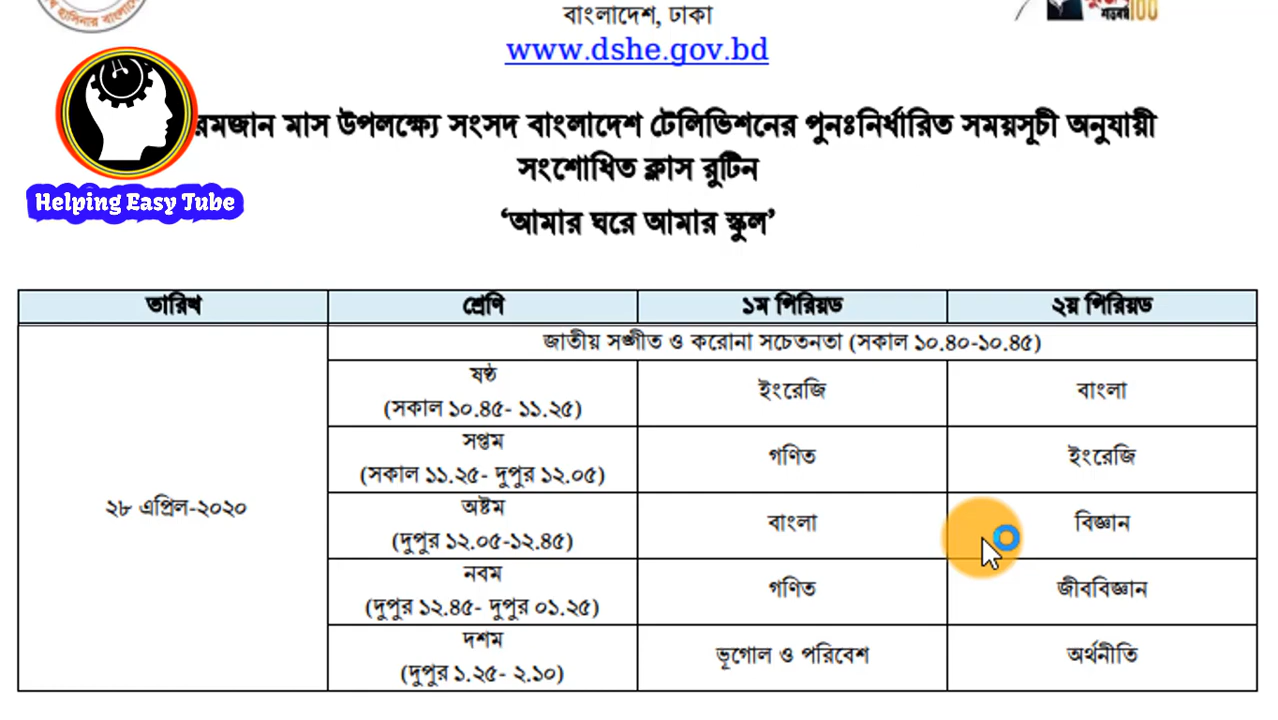 বাংলাদেশ, ঢাকা
www.dshe.gov.bd
রমজান মাস উপলক্ষ্যে সংসদ বাংলাদেশ টেলিভিশনের পুনঃনির্ধারিত সময়সূচী অনুযায়ী
সংশোধিত ক্লাস রুটিন
Helping Easy Tube
‘আমার ঘরে আমার স্কুল’
তারিখ শ্রেণি ১ম পিরিয়ড ২য় পিরিয়ড
জাতীয় সঙ্গীত ও করোনা সচেতনতা (সকাল ১০.৪০-১০.৪৫)
ষষ্ঠ
(সকাল ১০.৪৫- ১১.২৫)
ইংরেজি বাংলা
সপ্তম
(সকাল ১১.২৫- দুপুর ১২.০৫)
গণিত ইংরেজি
২৮ এপ্রিল-২০২০
অষ্টম
(দুপুর ১২.০৫-১২.৪৫)
বাংলা বিজ্ঞান
নবম
(দুপুর ১২.৪৫- দুপুর ০১.২৫)
গণিত জীববিজ্ঞান
দশম
(দুপুর ১.২৫- ২.১০)
ভূগোল ও পরিবেশ অর্থনীতি